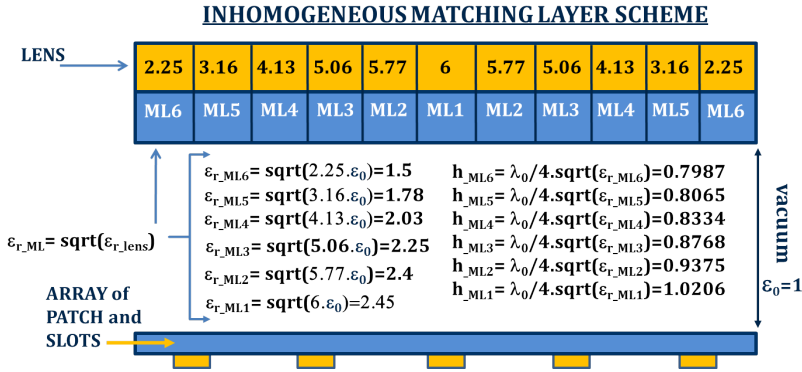 INHOMOGENEOUS MATCHING LAYER SCHEME
LENS
2.25 3.16 4.13 5.06 5.77 6 5.77 5.06 4.13 3.16 2.25
ML6 ML5 ML4 ML3 ML2 ML1 ML2 ML3 ML4 ML5 ML6
εr_ML6= sqrt(2.25.ε0)=1.5
εr_ML5= sqrt(3.16.ε0)=1.78
εr_ML4= sqrt(4.13.ε0)=2.03
εr_ML3= sqrt(5.06.ε0)=2.25
εr_ML2= sqrt(5.77.ε0)=2.4
εr_ML1= sqrt(6.ε0)=2.45
h_ML6= λ0/4.sqrt(εr_ML6)=0.7987
h_ML5= λ0/4.sqrt(εr_ML5)=0.8065
h_ML4= λ0/4.sqrt(εr_ML4)=0.8334
h_ML3= λ0/4.sqrt(εr_ML3)=0.8768
h_ML2= λ0/4.sqrt(εr_ML2)=0.9375
h_ML1= λ0/4.sqrt(εr_ML1)=1.0206
εr_ML= sqrt(εr_lens)
vacuum
ε0=1
ARRAY of
PATCH and
SLOTS